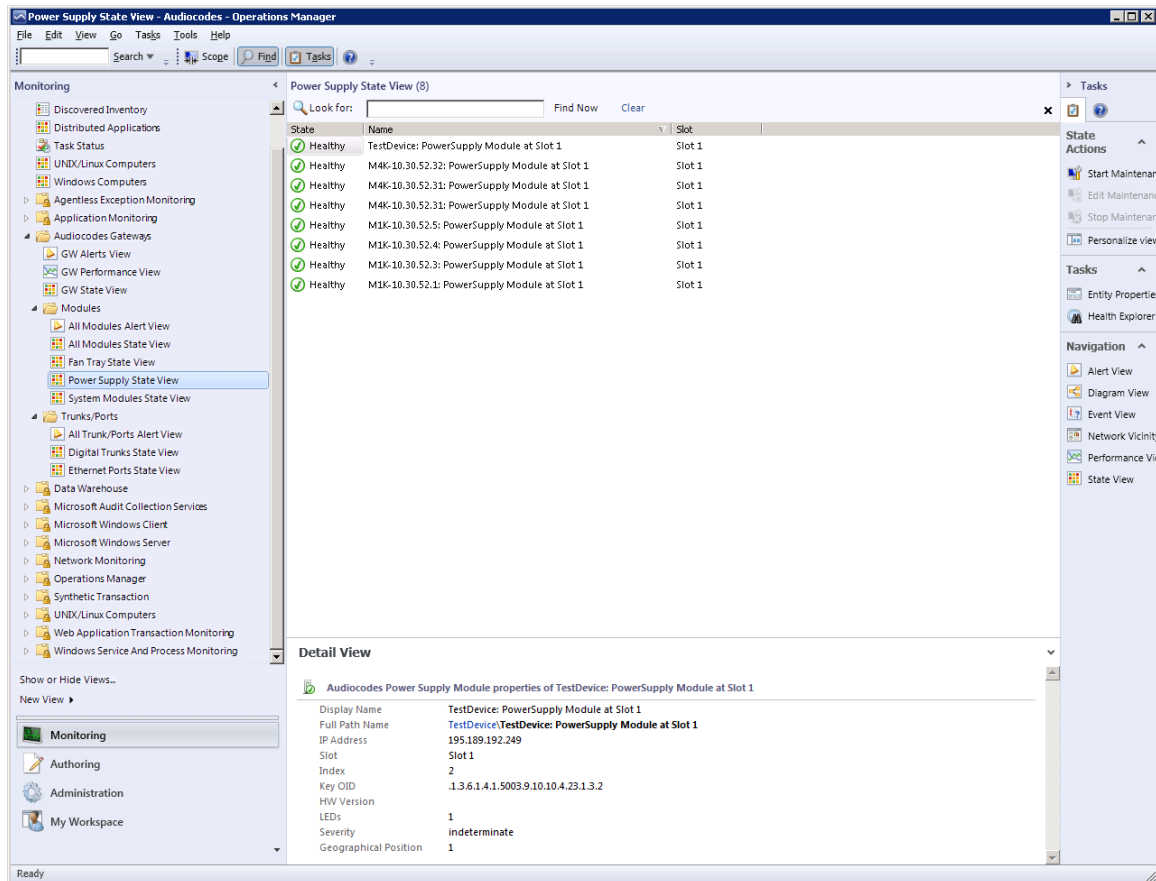 Power Supply State View - Audiocodes - Operations Manager
File Edit View Go Tasks Tools Help
Search Scope Find Tasks
Monitoring
Discovered Inventory
Distributed Applications
Task Status
UNIX/Linux Computers
Windows Computers
Agentless Exception Monitoring
Application Monitoring
Audiocodes Gateways
GW Alerts View
GW Performance View
GW State View
Modules
All Modules Alert View
All Modules State View
Fan Tray State View
Power Supply State View
System Modules State View
Trunks/Ports
All Trunk/Ports Alert View
Digital Trunks State View
Ethernet Ports State View
Data Warehouse
Microsoft Audit Collection Services
Microsoft Windows Client
Microsoft Windows Server
Network Monitoring
Operations Manager
Synthetic Transaction
UNIX/Linux Computers
Web Application Transaction Monitoring
Windows Service And Process Monitoring
Show or Hide Views...
New View
Monitoring
Authoring
Administration
My Workspace
Power Supply State View (8)
Look for: Find Now Clear
State Name Slot
Healthy TestDevice: PowerSupply Module at Slot 1 Slot 1
Healthy M4K-10.30.52.32: PowerSupply Module at Slot 1 Slot 1
Healthy M4K-10.30.52.31: PowerSupply Module at Slot 1 Slot 1
Healthy M4K-10.30.52.31: PowerSupply Module at Slot 1 Slot 1
Healthy M1K-10.30.52.5: PowerSupply Module at Slot 1 Slot 1
Healthy M1K-10.30.52.4: PowerSupply Module at Slot 1 Slot 1
Healthy M1K-10.30.52.3: PowerSupply Module at Slot 1 Slot 1
Healthy M1K-10.30.52.1: PowerSupply Module at Slot 1 Slot 1
Detail View
Audiocodes Power Supply Module properties of TestDevice: PowerSupply Module at Slot 1
Display Name TestDevice: PowerSupply Module at Slot 1
Full Path Name TestDevice\TestDevice: PowerSupply Module at Slot 1
IP Address 195.189.192.249
Slot Slot 1
Index 2
Key OID .1.3.6.1.4.1.5003.9.10.10.4.23.1.3.2
HW Version
LEDs 1
Severity indeterminate
Geographical Position 1
Tasks
State
Actions
Start Maintenan
Edit Maintenanc
Stop Maintenan
Personalize view
Tasks
Entity Propertie
Health Explorer
Navigation
Alert View
Diagram View
Event View
Network Vicinity
Performance Vi
State View
Ready